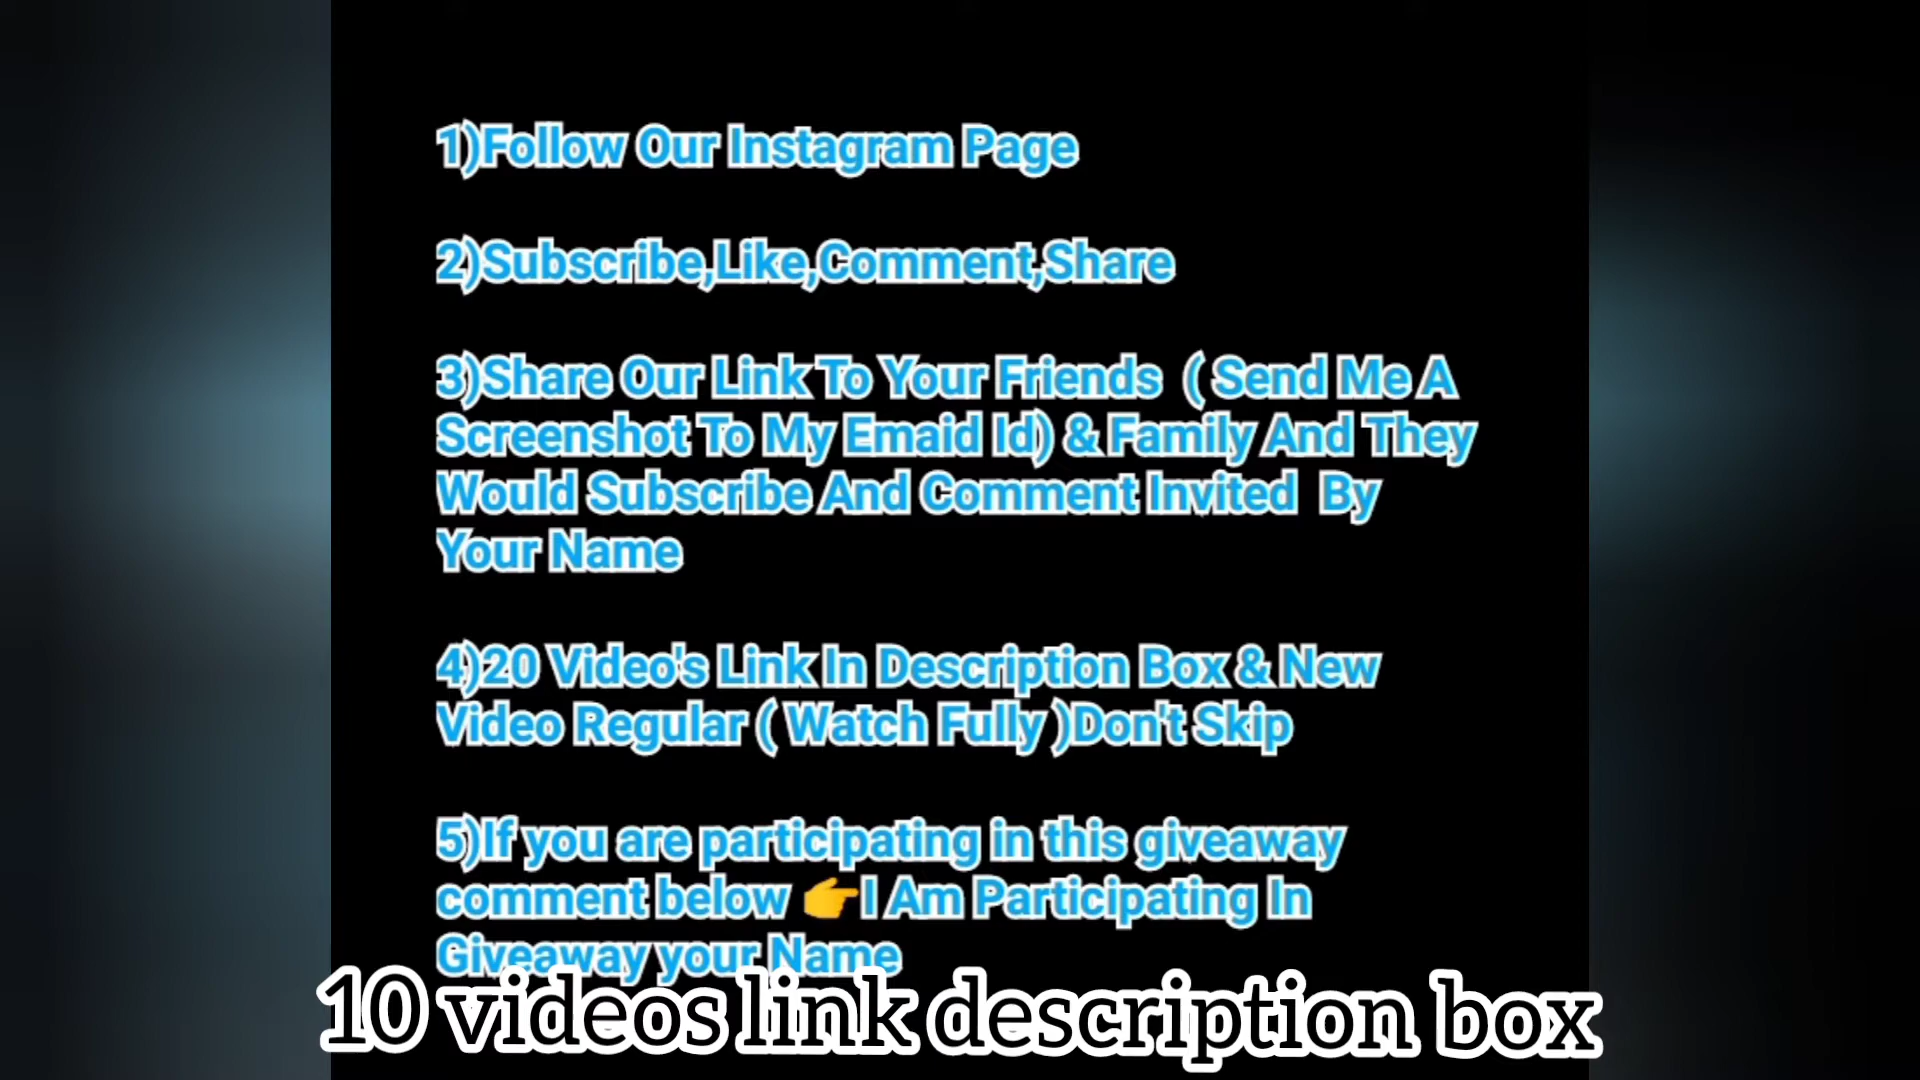 1)Follow Our Instagram Page
2)Subscribe,Like,Comment,Share
3)Share Our Link To Your Friends ( Send Me A
Screenshot To My Emaid Id) & Family And They
Would Subscribe And Comment Invited By
Your Name
4)20 Video's Link In Description Box & New
Video Regular ( Watch Fully )Don't Skip
5)If you are participating in this giveaway
comment below 👉I Am Participating In
Giveaway your Name
10 videos link description box